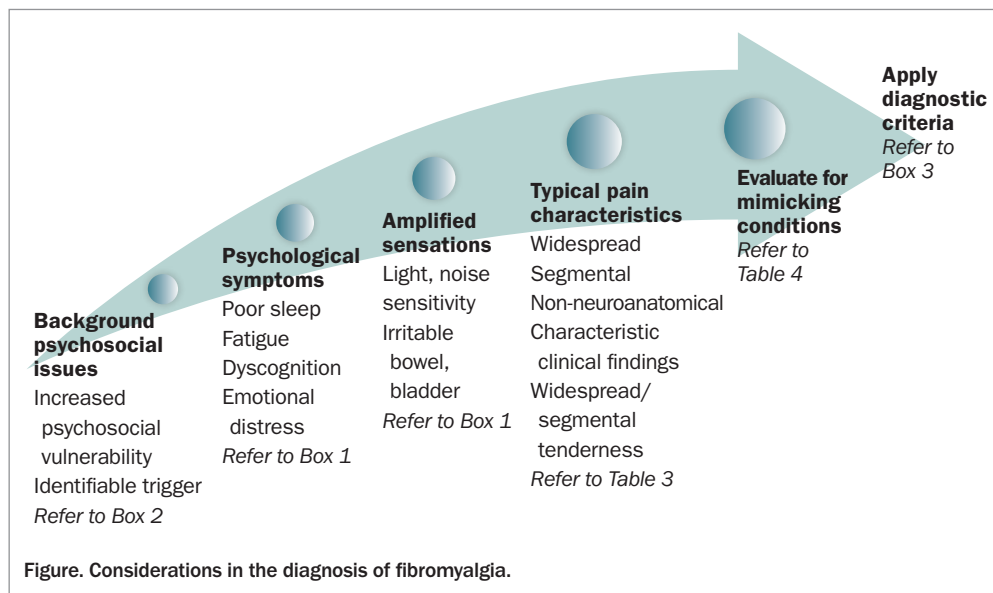 Background
psychosocial
issues
Increased
psychosocial
vulnerability
Identifiable trigger
Refer to Box 2
Psychological
symptoms
Poor sleep
Fatigue
Dyscognition
Emotional
distress
Refer to Box 1
Amplified
sensations
Light, noise
sensitivity
Irritable
bowel,
bladder
Refer to Box 1
Typical pain
characteristics
Widespread
Segmental
Non-neuroanatomical
Characteristic
clinical findings
Widespread/
segmental
tenderness
Refer to Table 3
Evaluate for
mimicking
conditions
Refer to
Table 4
Apply
diagnostic
criteria
Refer to
Box 3
Figure. Considerations in the diagnosis of fibromyalgia.